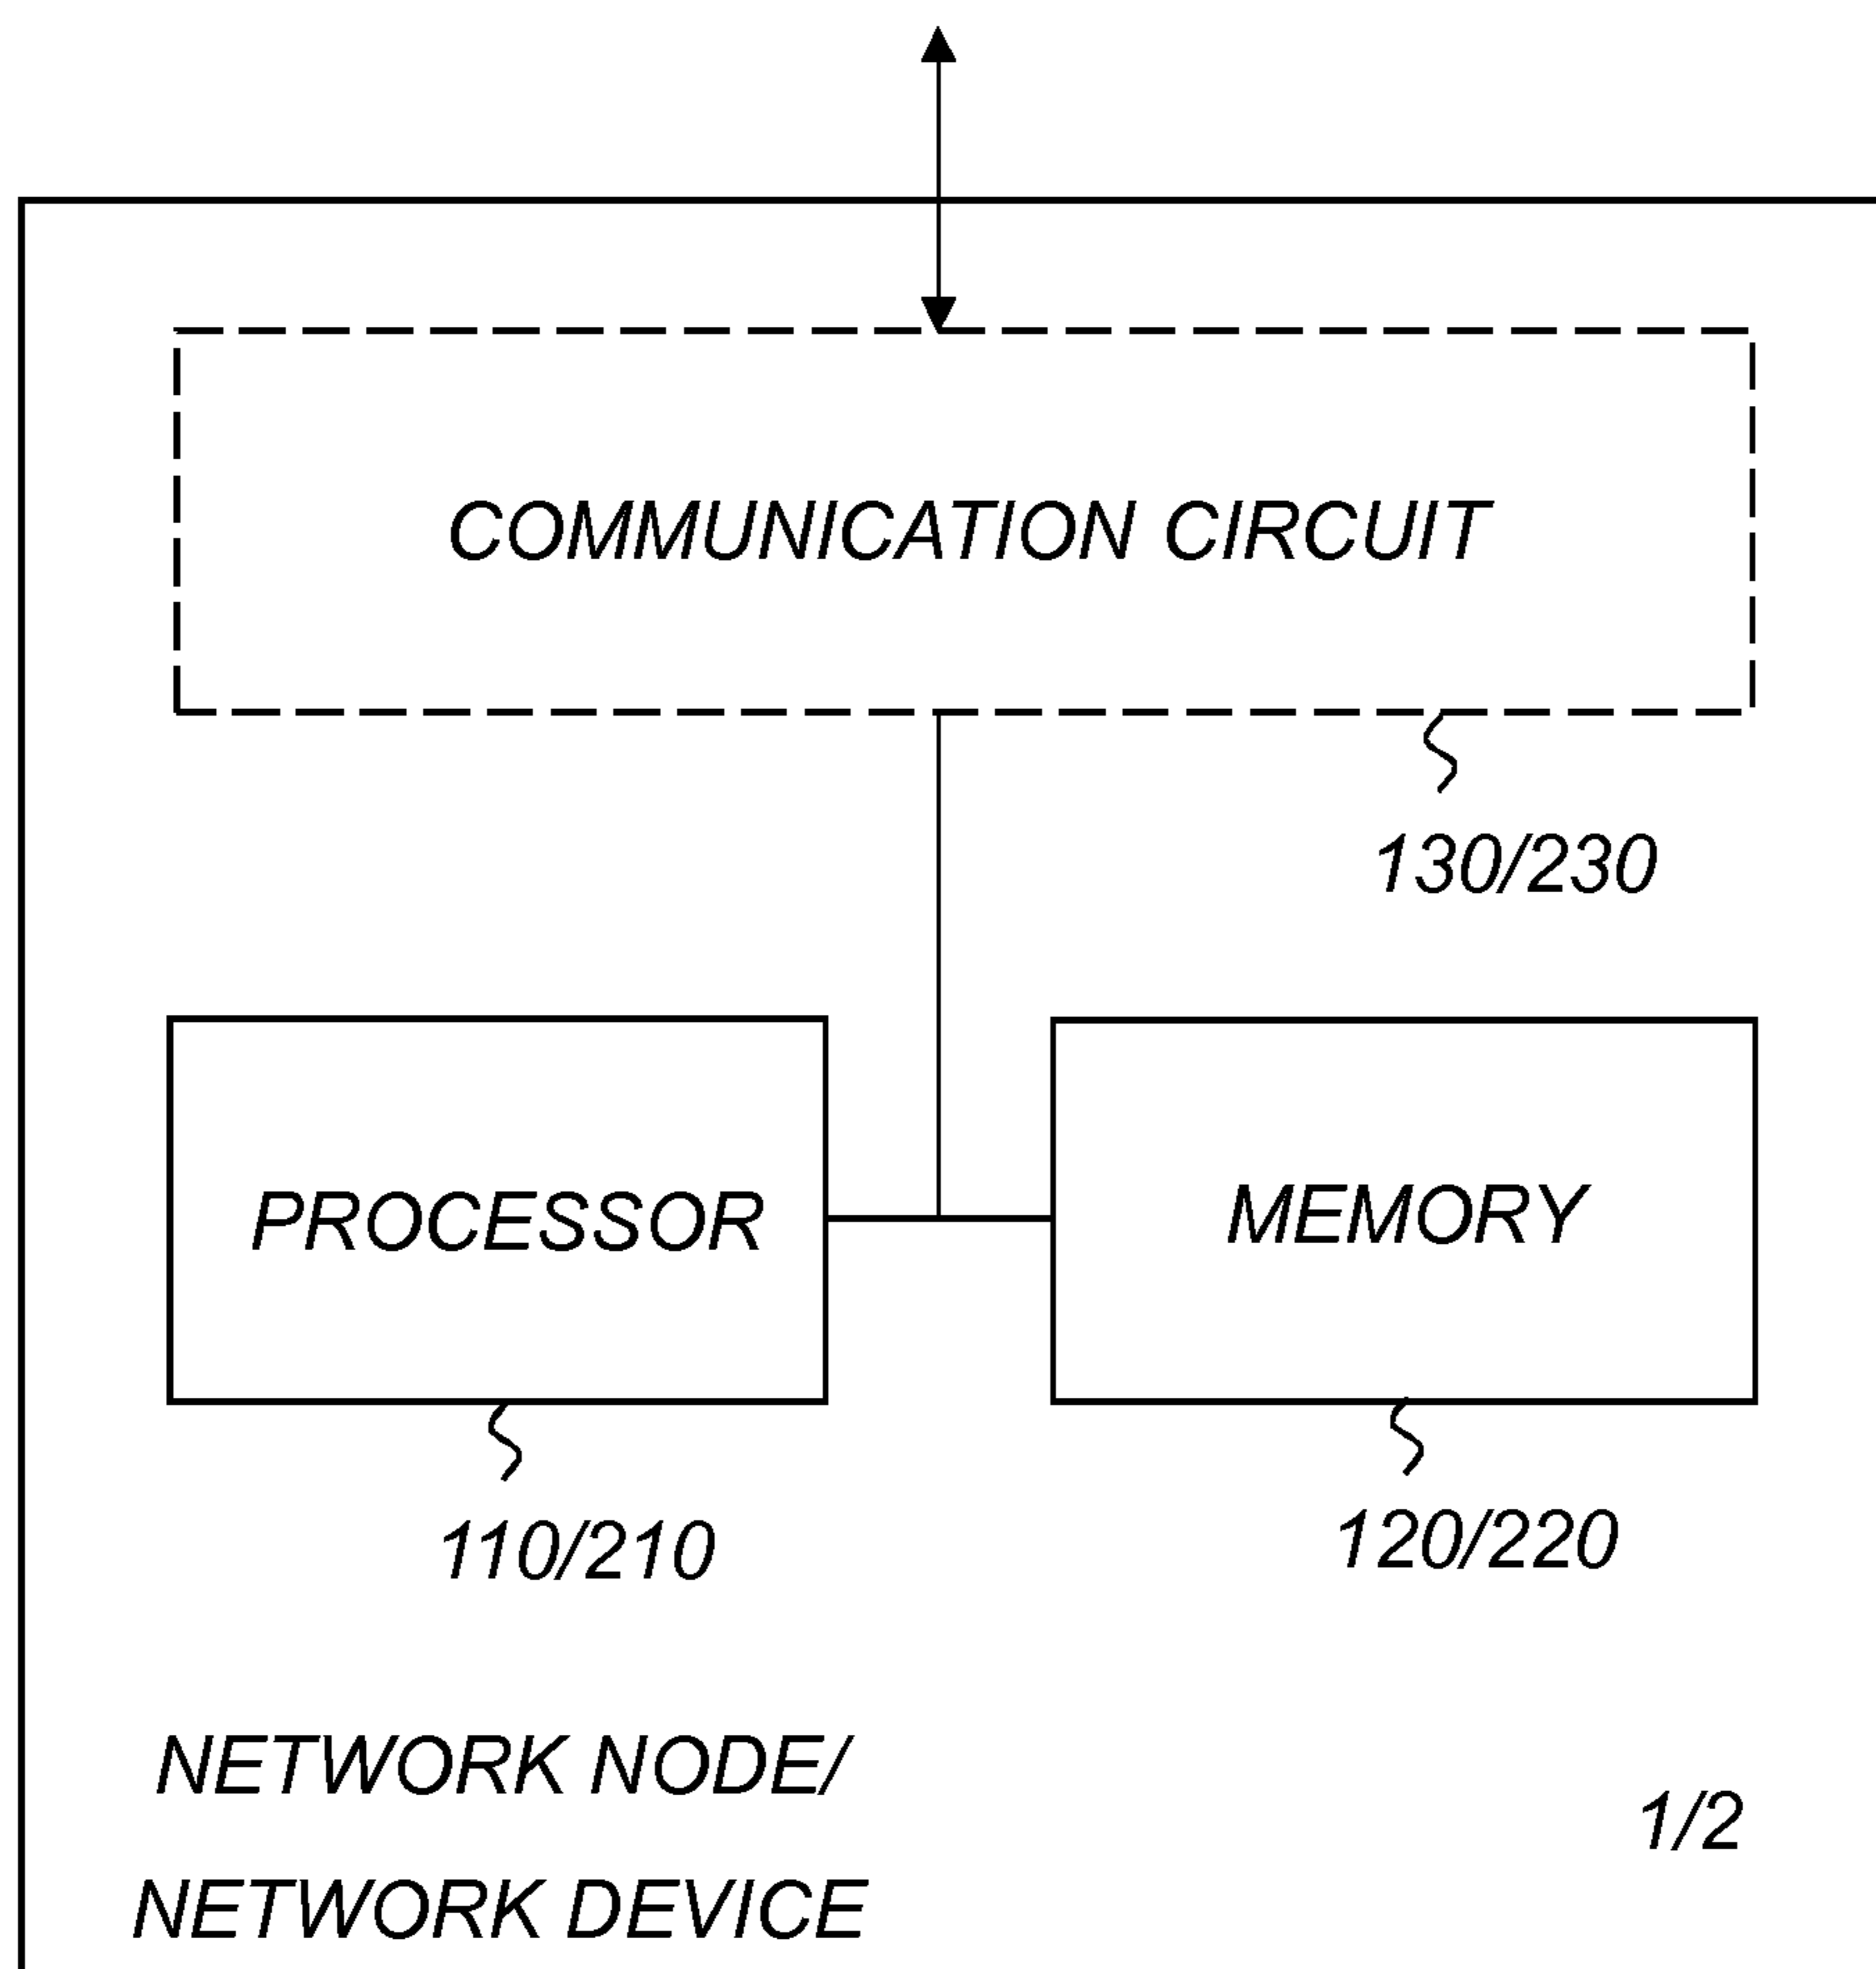 COMMUNICATION CIRCUIT
130/230
PROCESSOR
MEMORY
110/210
120/220
NETWORK NODE/
1/2
NETWORK DEVICE